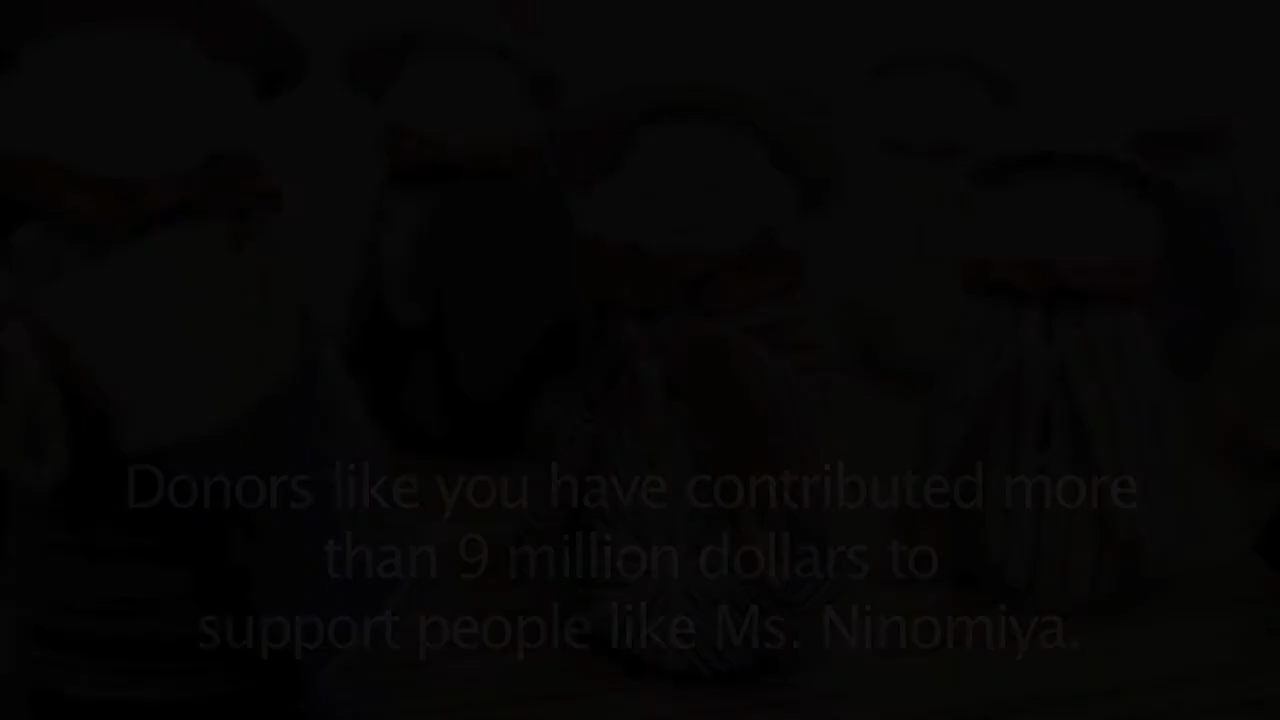 Donors like you have contributed more
than 9 million dollars to
support people like Ms. Ninomiya.